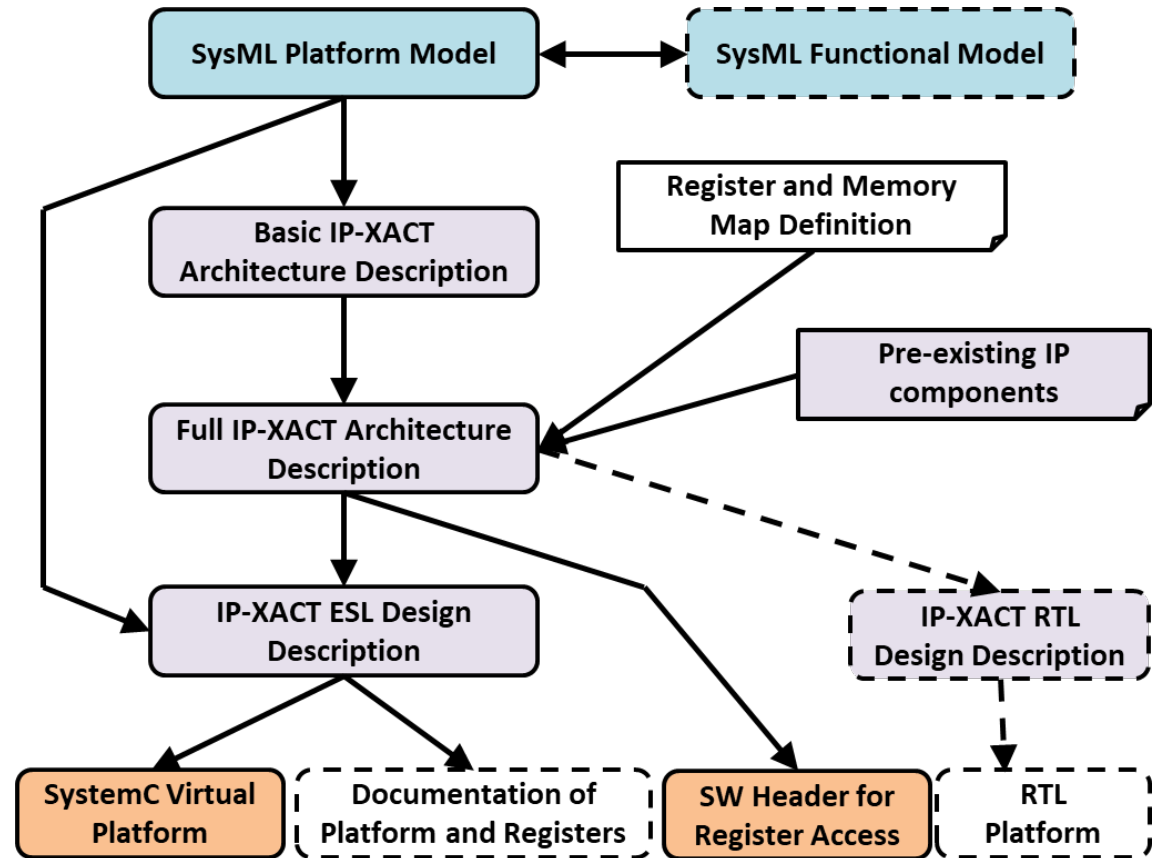 SysML Platform Model
SysML Functional Model
Register and Memory
Map Definition
Basic IP-XACT
Architecture Description
Pre-existing IP
components
Full IP-XACT Architecture
Description
IP-XACT ESL Design
Description
IP-XACT RTL
Design Description
SystemC Virtual
Platform
Documentation of
Platform and Registers
SW Header for
Register Access
RTL
Platform